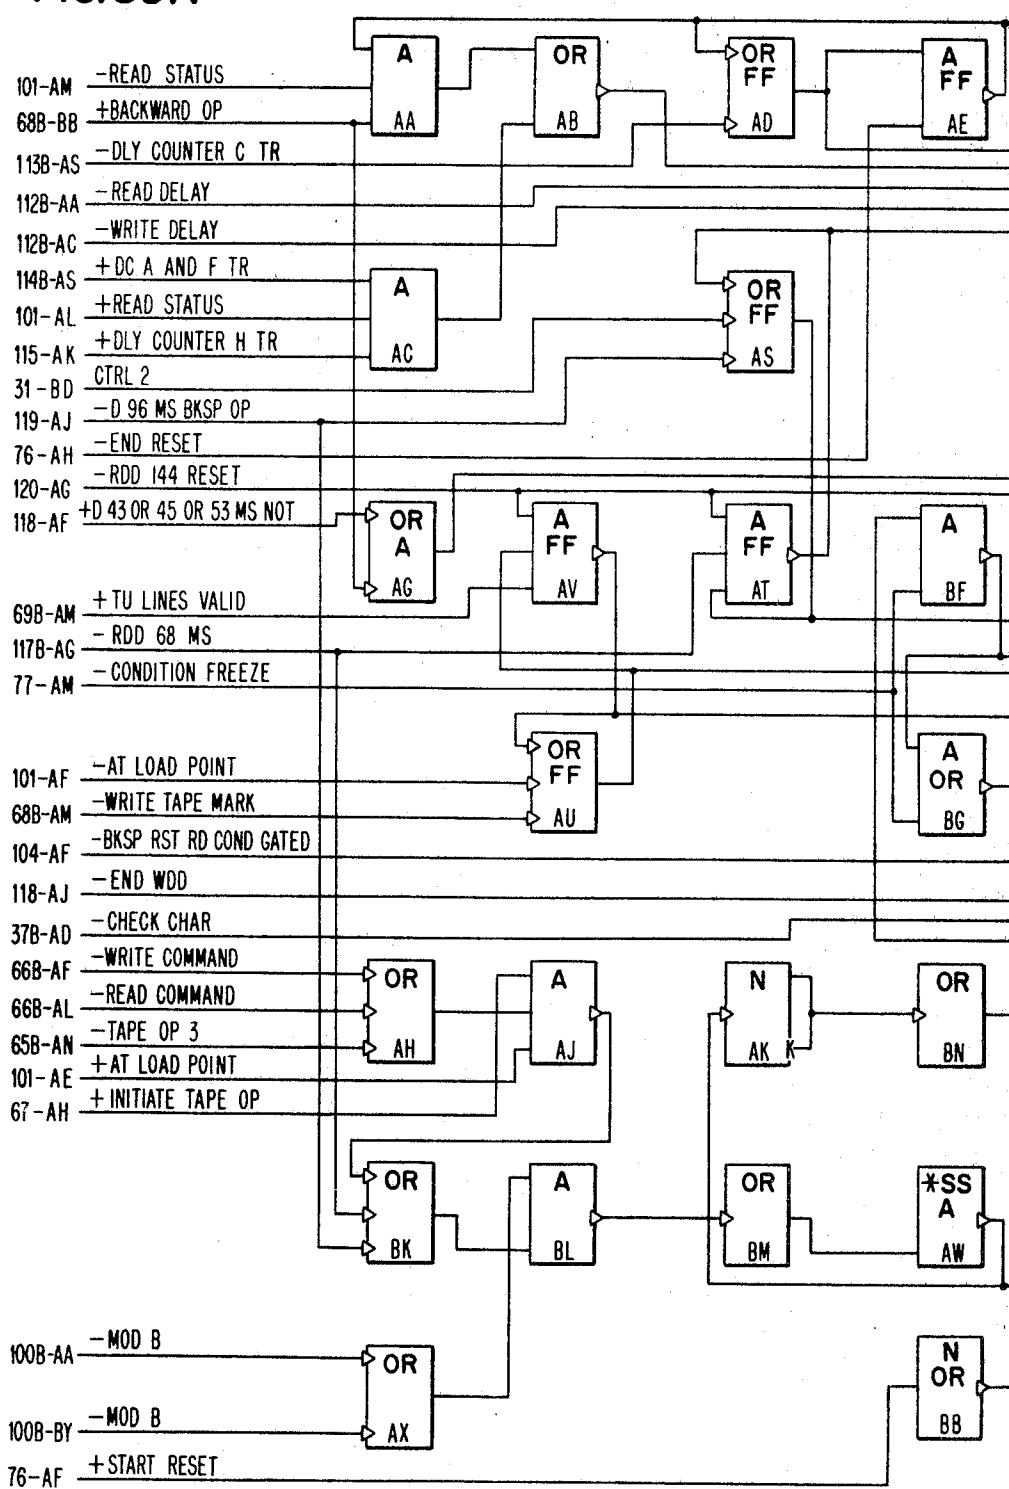 101-AM -READ STATUS
68B-BB +BACKWARD OP
113B-AS -DLY COUNTER C TR
112B-AA -READ DELAY
112B-AC -WRITE DELAY
114B-AS +DC A AND F TR
101-AL +READ STATUS
115-AK +DLY COUNTER H TR
31-BD CTRL 2
119-AJ -D 96 MS BKSP OP
76-AH -END RESET
120-AG -RDD 144 RESET
118-AF +D 43 OR 45 OR 53 MS NOT
69B-AM +TU LINES VALID
117B-AG -RDD 68 MS
77-AM -CONDITION FREEZE
101-AF -AT LOAD POINT
68B-AM -WRITE TAPE MARK
104-AF -BKSP RST RD COND GATED
118-AJ -END WDD
37B-AD -CHECK CHAR
66B-AF -WRITE COMMAND
66B-AL -READ COMMAND
65B-AN -TAPE OP 3
101-AE +AT LOAD POINT
67-AH +INITIATE TAPE OP
100B-AA -MOD B
100B-BY -MOD B
76-AF +START RESET
A
AA
OR
AB
OR
FF
AD
A
FF
AE
A
AC
OR
FF
AS
OR
A
AG
A
FF
AV
A
FF
AT
A
BF
OR
FF
AU
A
OR
BG
OR
AH
A
AJ
N
AK K
OR
BN
OR
BK
A
BL
OR
BM
*SS
A
AW
OR
AX
N
OR
BB